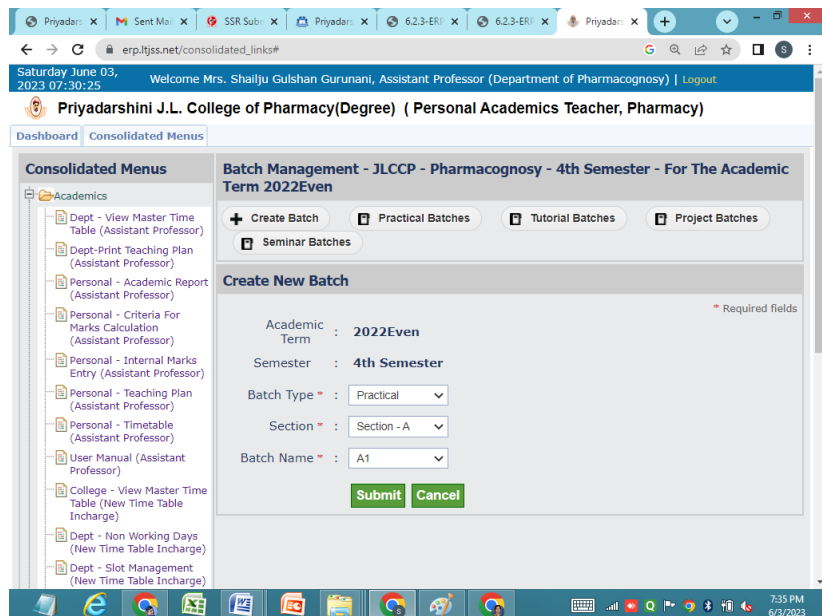 Priyadars
Sent Mail
SSR Subm
Priyadars
6.2.3-ERP
6.2.3-ERP
Priyadars
erp.ltjss.net/consolidated_links#
Saturday June 03,
2023 07:30:25
Welcome Mrs. Shailju Gulshan Gurunani, Assistant Professor (Department of Pharmacognosy) | Logout
Priyadarshini J.L. College of Pharmacy(Degree) ( Personal Academics Teacher, Pharmacy)
Dashboard Consolidated Menus
Consolidated Menus
Academics
Dept - View Master Time
Table (Assistant Professor)
Dept-Print Teaching Plan
(Assistant Professor)
Personal - Academic Report
(Assistant Professor)
Personal - Criteria For
Marks Calculation
(Assistant Professor)
Personal - Internal Marks
Entry (Assistant Professor)
Personal - Teaching Plan
(Assistant Professor)
Personal - Timetable
(Assistant Professor)
User Manual (Assistant
Professor)
College - View Master Time
Table (New Time Table
Incharge)
Dept - Non Working Days
(New Time Table Incharge)
Dept - Slot Management
(New Time Table Incharge)
Batch Management - JLCCP - Pharmacognosy - 4th Semester - For The Academic
Term 2022Even
Create Batch Practical Batches Tutorial Batches Project Batches
Seminar Batches
Create New Batch
* Required fields
Academic
Term : 2022Even
Semester : 4th Semester
Batch Type * : Practical
Section * : Section - A
Batch Name * : A1
Submit Cancel
7:35 PM
6/3/2023